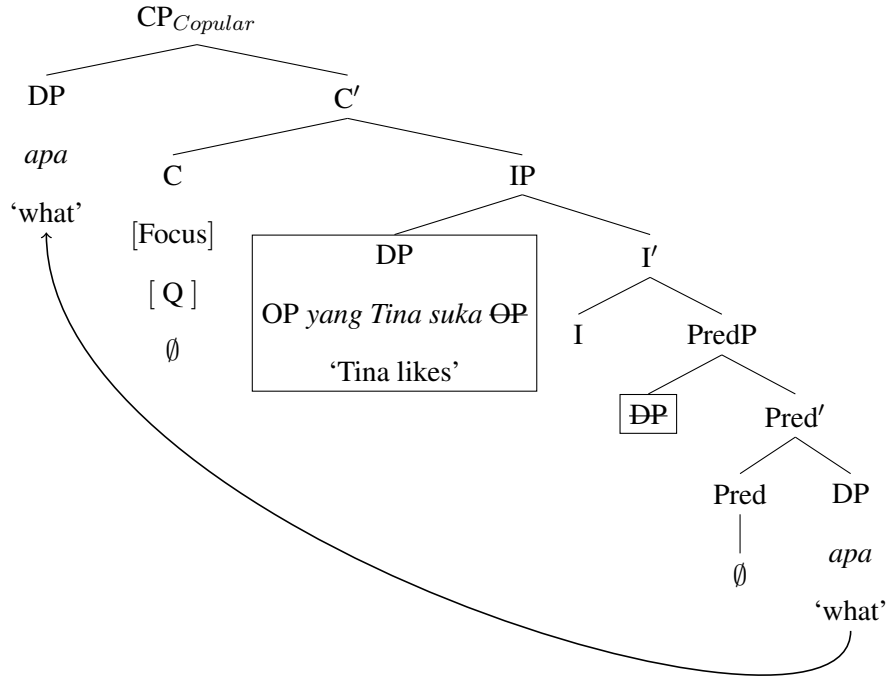 CP_Copular
DP
C′
apa
‘what’
C
IP
[Focus]
[ Q ]
∅
DP
OP yang Tina suka OP
‘Tina likes’
I′
I
PredP
DP
Pred′
Pred
DP
∅
apa
‘what’